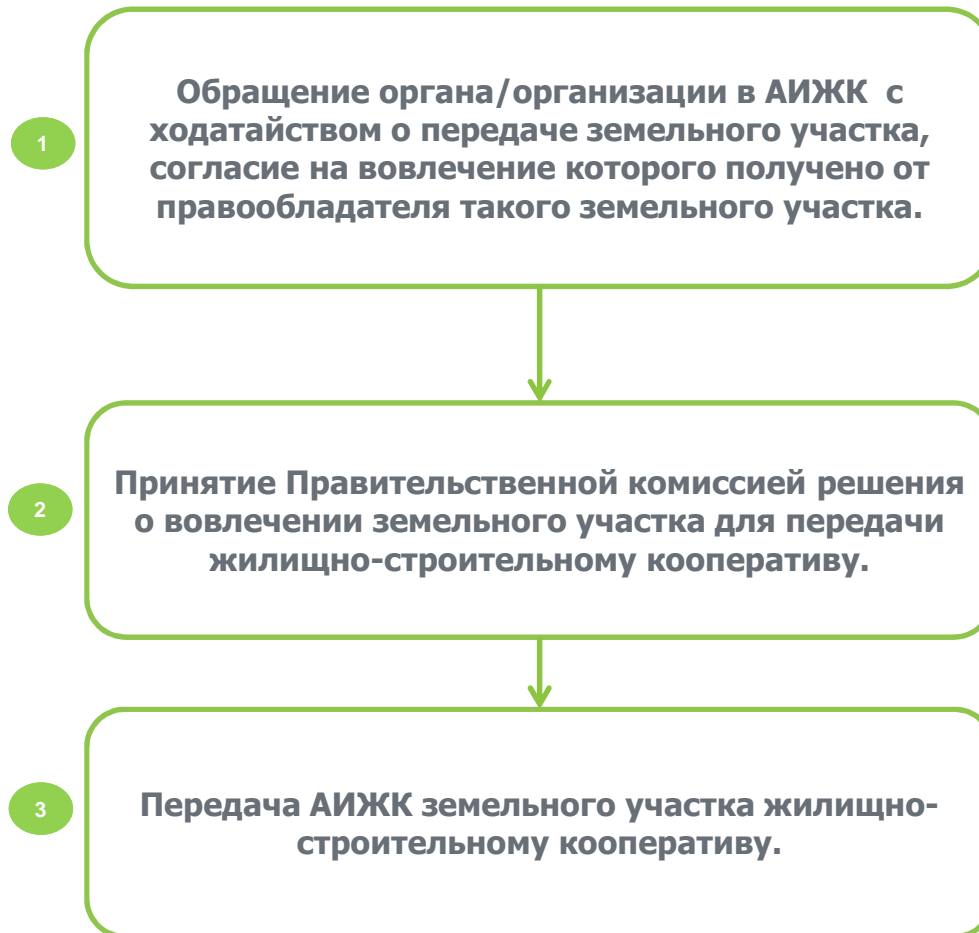 1
Обращение органа/организации в АИЖК с
ходатайством о передаче земельного участка,
согласие на вовлечение которого получено от
правообладателя такого земельного участка.
2
Принятие Правительственной комиссией решения
о вовлечении земельного участка для передачи
жилищно-строительному кооперативу.
3
Передача АИЖК земельного участка жилищно-
строительному кооперативу.